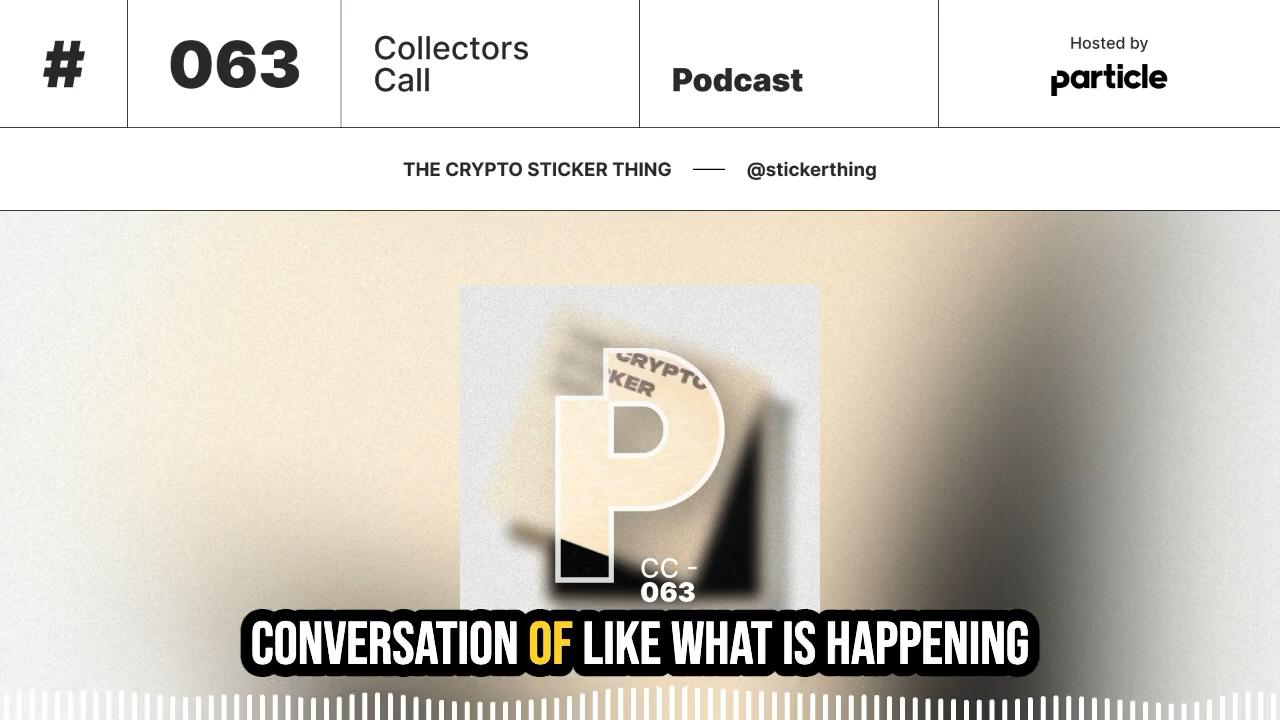 #
063
Collectors
Call
Podcast
Hosted by
particle
THE CRYPTO STICKER THING — @stickerthing
CRYPTO
KER
P
CC -
063
CONVERSATION OF LIKE WHAT IS HAPPENING